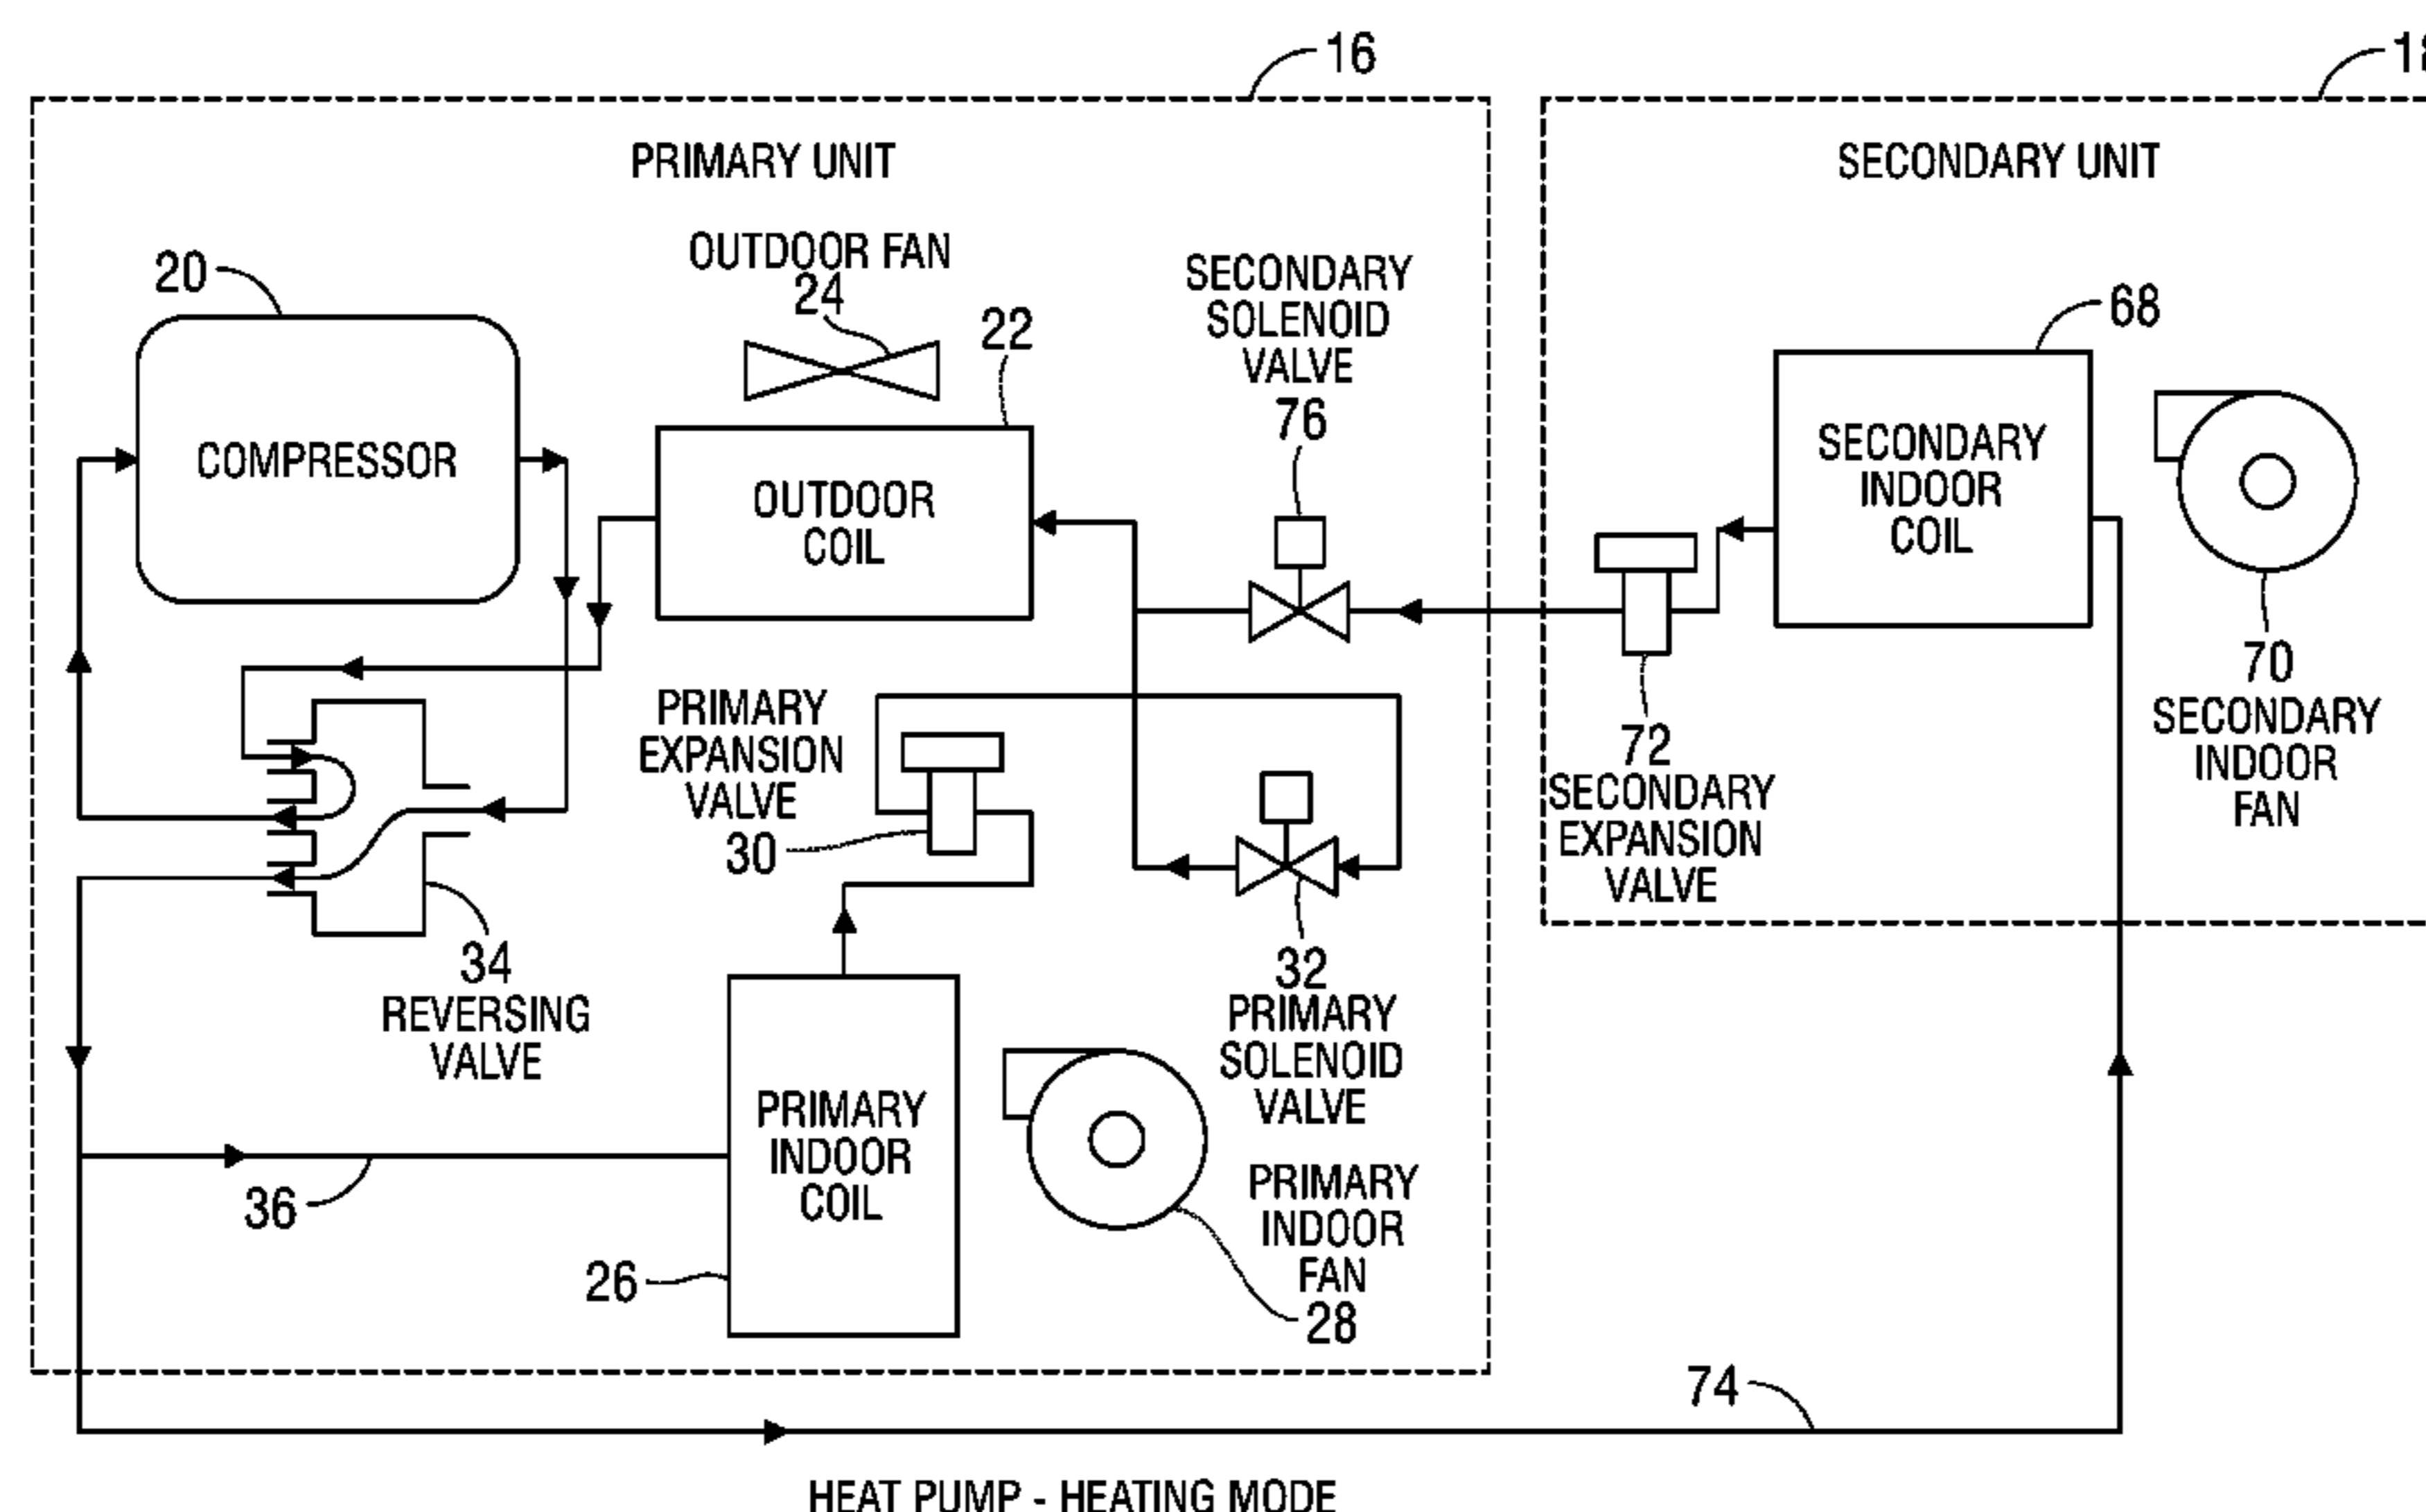 16
18
PRIMARY UNIT
SECONDARY UNIT
OUTDOOR FAN
24
20
22
SECONDARY
SOLENOID
VALVE
76
68
COMPRESSOR
OUTDOOR
COIL
SECONDARY
INDOOR
COIL
70
SECONDARY
INDOOR
FAN
72
SECONDARY
EXPANSION
VALVE
PRIMARY
EXPANSION
VALVE
30
34
REVERSING
VALVE
32
PRIMARY
SOLENOID
VALVE
PRIMARY
INDOOR
COIL
36
26
PRIMARY
INDOOR
FAN
28
74
HEAT PUMP - HEATING MODE